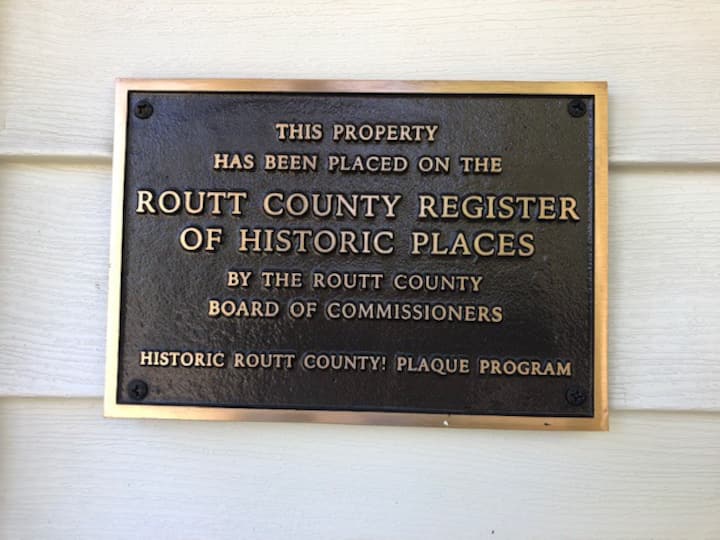 THIS PROPERTY
HAS BEEN PLACED ON THE
ROUTT COUNTY REGISTER
OF HISTORIC PLACES
BY THE ROUTT COUNTY
BOARD OF COMMISSIONERS
HISTORIC ROUTT COUNTY! PLAQUE PROGRAM